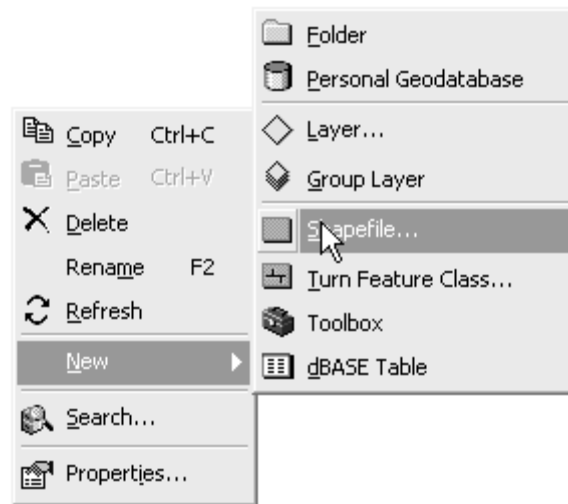 Copy Ctrl+C
Paste Ctrl+V
Delete
Rename F2
Refresh
New
Search...
Properties...
Folder
Personal Geodatabase
Layer...
Group Layer
Shapefile...
Turn Feature Class...
Toolbox
dBASE Table